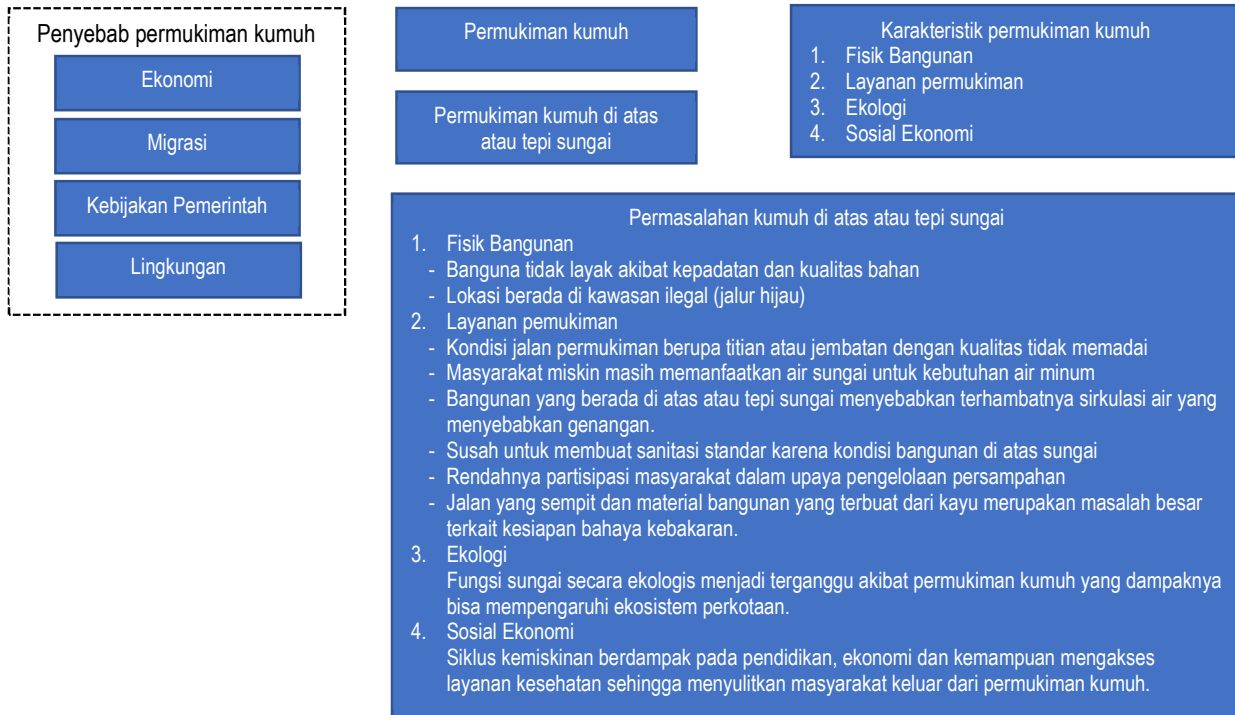 Penyebab permukiman kumuh
Ekonomi
Migrasi
Kebijakan Pemerintah
Lingkungan
Permukiman kumuh
Permukiman kumuh di atas
atau tepi sungai
Karakteristik permukiman kumuh
1. Fisik Bangunan
2. Layanan permukiman
3. Ekologi
4. Sosial Ekonomi
Permasalahan kumuh di atas atau tepi sungai
1. Fisik Bangunan
- Banguna tidak layak akibat kepadatan dan kualitas bahan
- Lokasi berada di kawasan ilegal (jalur hijau)
2. Layanan pemukiman
- Kondisi jalan permukiman berupa titian atau jembatan dengan kualitas tidak memadai
- Masyarakat miskin masih memanfaatkan air sungai untuk kebutuhan air minum
- Bangunan yang berada di atas atau tepi sungai menyebabkan terhambatnya sirkulasi air yang
menyebabkan genangan.
- Susah untuk membuat sanitasi standar karena kondisi bangunan di atas sungai
- Rendahnya partisipasi masyarakat dalam upaya pengelolaan persampahan
- Jalan yang sempit dan material bangunan yang terbuat dari kayu merupakan masalah besar
terkait kesiapan bahaya kebakaran.
3. Ekologi
Fungsi sungai secara ekologis menjadi terganggu akibat permukiman kumuh yang dampaknya
bisa mempengaruhi ekosistem perkotaan.
4. Sosial Ekonomi
Siklus kemiskinan berdampak pada pendidikan, ekonomi dan kemampuan mengakses
layanan kesehatan sehingga menyulitkan masyarakat keluar dari permukiman kumuh.